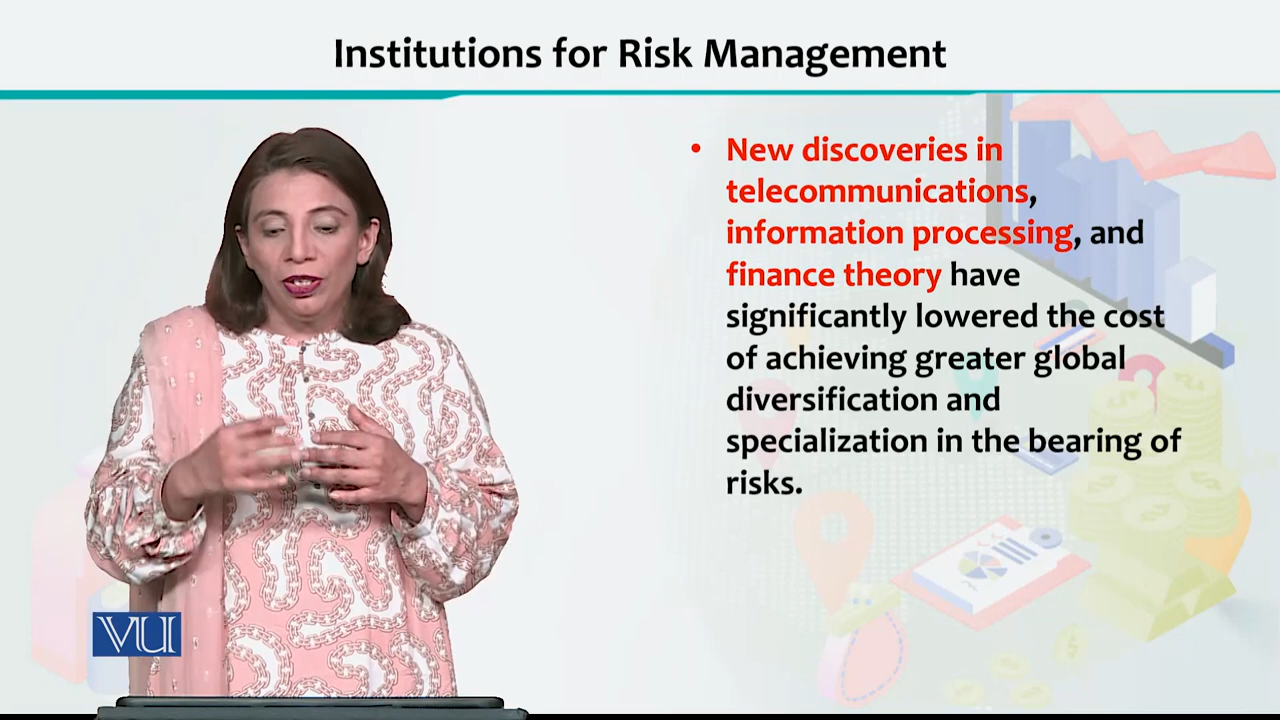 Institutions for Risk Management
• New discoveries in
telecommunications,
information processing, and
finance theory have
significantly lowered the cost
of achieving greater global
diversification and
specialization in the bearing of
risks.
VU